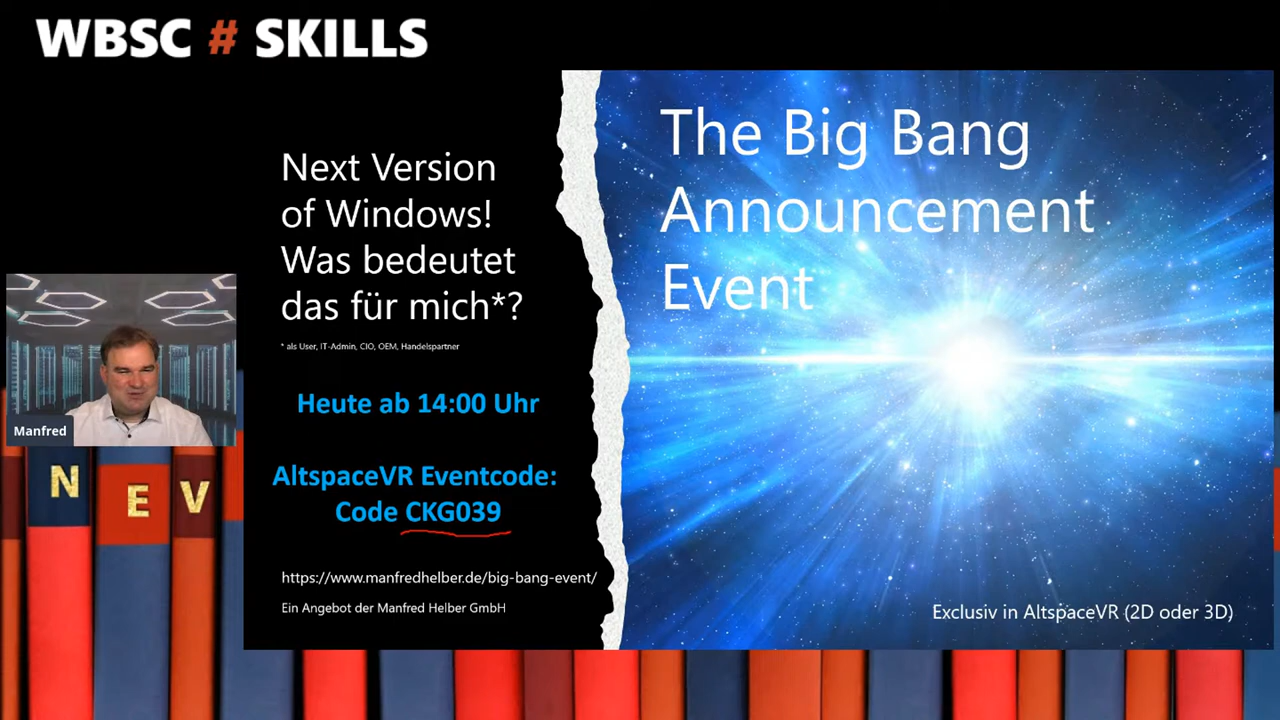 WBSC # SKILLS
Next Version
of Windows!
Was bedeutet
das für mich*?
* als User, IT-Admin, CIO, OEM, Handelspartner
Heute ab 14:00 Uhr
AltspaceVR Eventcode:
Code CKG039
https://www.manfredhelber.de/big-bang-event/
Ein Angebot der Manfred Helber GmbH
The Big Bang
Announcement
Event
Exclusiv in AltspaceVR (2D oder 3D)
Manfred
N E V